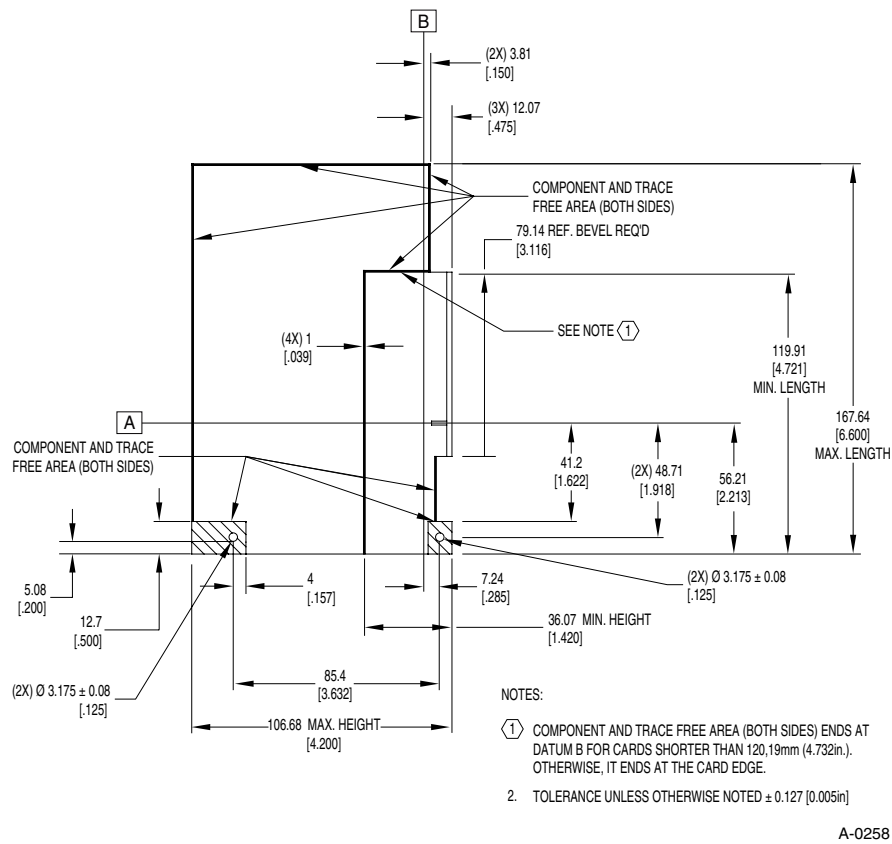 B
(2X) 3.81
[.150]
(3X) 12.07
[.475]
COMPONENT AND TRACE
FREE AREA (BOTH SIDES)
79.14 REF. BEVEL REQ'D
[3.116]
SEE NOTE 1
(4X) 1
[.039]
119.91
[4.721]
MIN. LENGTH
167.64
[6.600]
MAX. LENGTH
A
COMPONENT AND TRACE
FREE AREA (BOTH SIDES)
41.2
[1.622]
(2X) 48.71
[1.918]
56.21
[2.213]
5.08
[.200]
12.7
[.500]
4
[.157]
7.24
[.285]
(2X) Ø 3.175 ± 0.08
[.125]
36.07 MIN. HEIGHT
[1.420]
(2X) Ø 3.175 ± 0.08
[.125]
85.4
[3.632]
106.68 MAX. HEIGHT
[4.200]
NOTES:
1 COMPONENT AND TRACE FREE AREA (BOTH SIDES) ENDS AT
DATUM B FOR CARDS SHORTER THAN 120,19mm (4.732in.).
OTHERWISE, IT ENDS AT THE CARD EDGE.
2. TOLERANCE UNLESS OTHERWISE NOTED ± 0.127 [0.005in]
A-0258